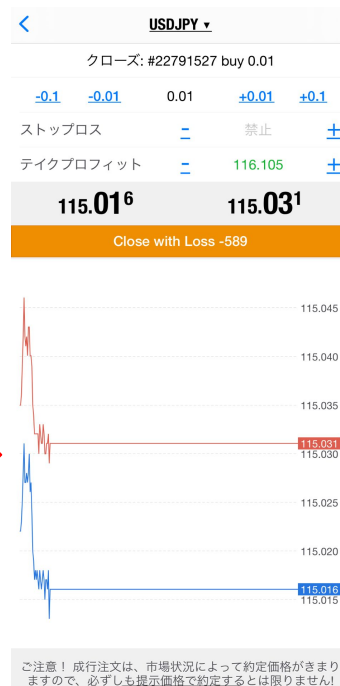 USDJPY ▼
クローズ: #22791527 buy 0.01
-0.1 -0.01 0.01 +0.01 +0.1
ストップロス - 禁止 +
テイクプロフィット - 116.105 +
115.01⁶ 115.03¹
Close with Loss -589
115.045
115.040
115.035
115.031
115.030
115.025
115.020
115.016
115.015
ご注意！ 成行注文は、市場状況によって約定価格がきまり
ますので、必ずしも提示価格で約定するとは限りません!